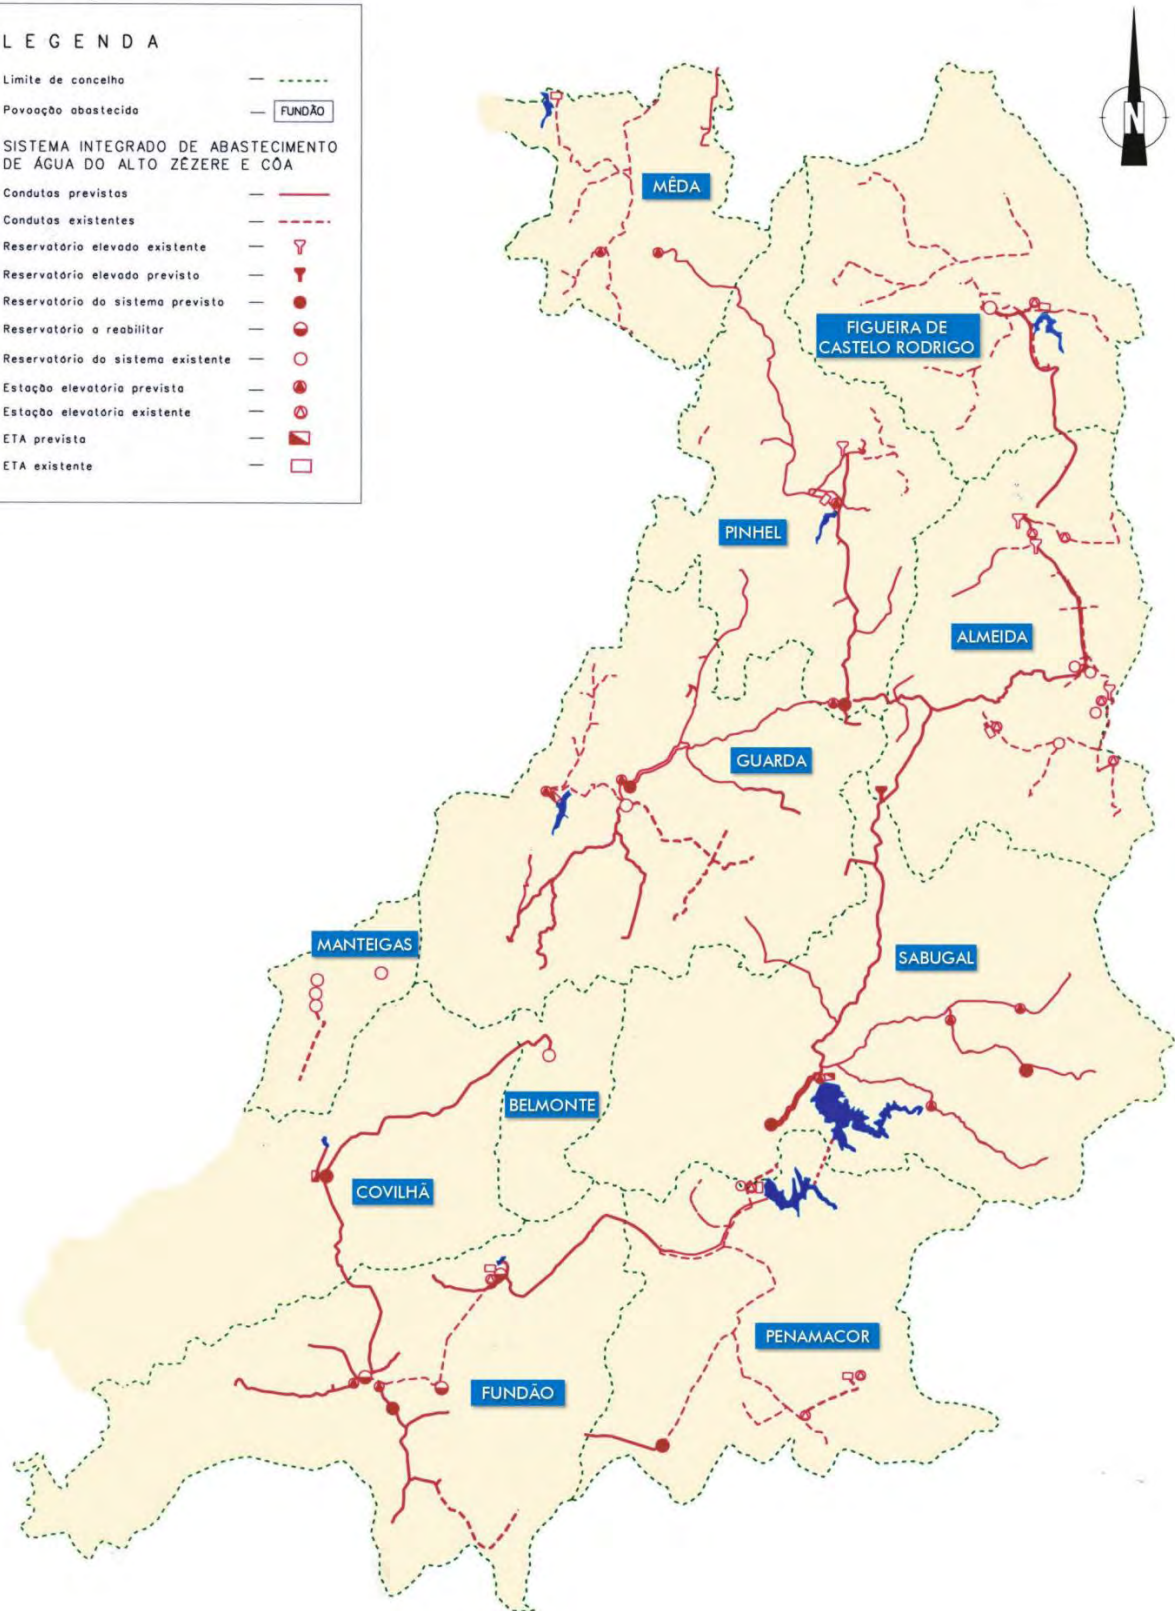 LEGENDA
Limite de concelho
Povoação abastecida
FUNDÃO
SISTEMA INTEGRADO DE ABASTECIMENTO
DE ÁGUA DO ALTO ZÊZERE E CÔA
Condutas previstas
Condutas existentes
Reservatório elevado existente
Reservatório elevado previsto
Reservatório do sistema previsto
Reservatório a reabilitar
Reservatório do sistema existente
Estação elevatória prevista
Estação elevatória existente
ETA prevista
ETA existente
N
MÊDA
FIGUEIRA DE
CASTELO RODRIGO
PINHEL
ALMEIDA
GUARDA
MANTEIGAS
SABUGAL
BELMONTE
COVILHÃ
PENAMACOR
FUNDÃO